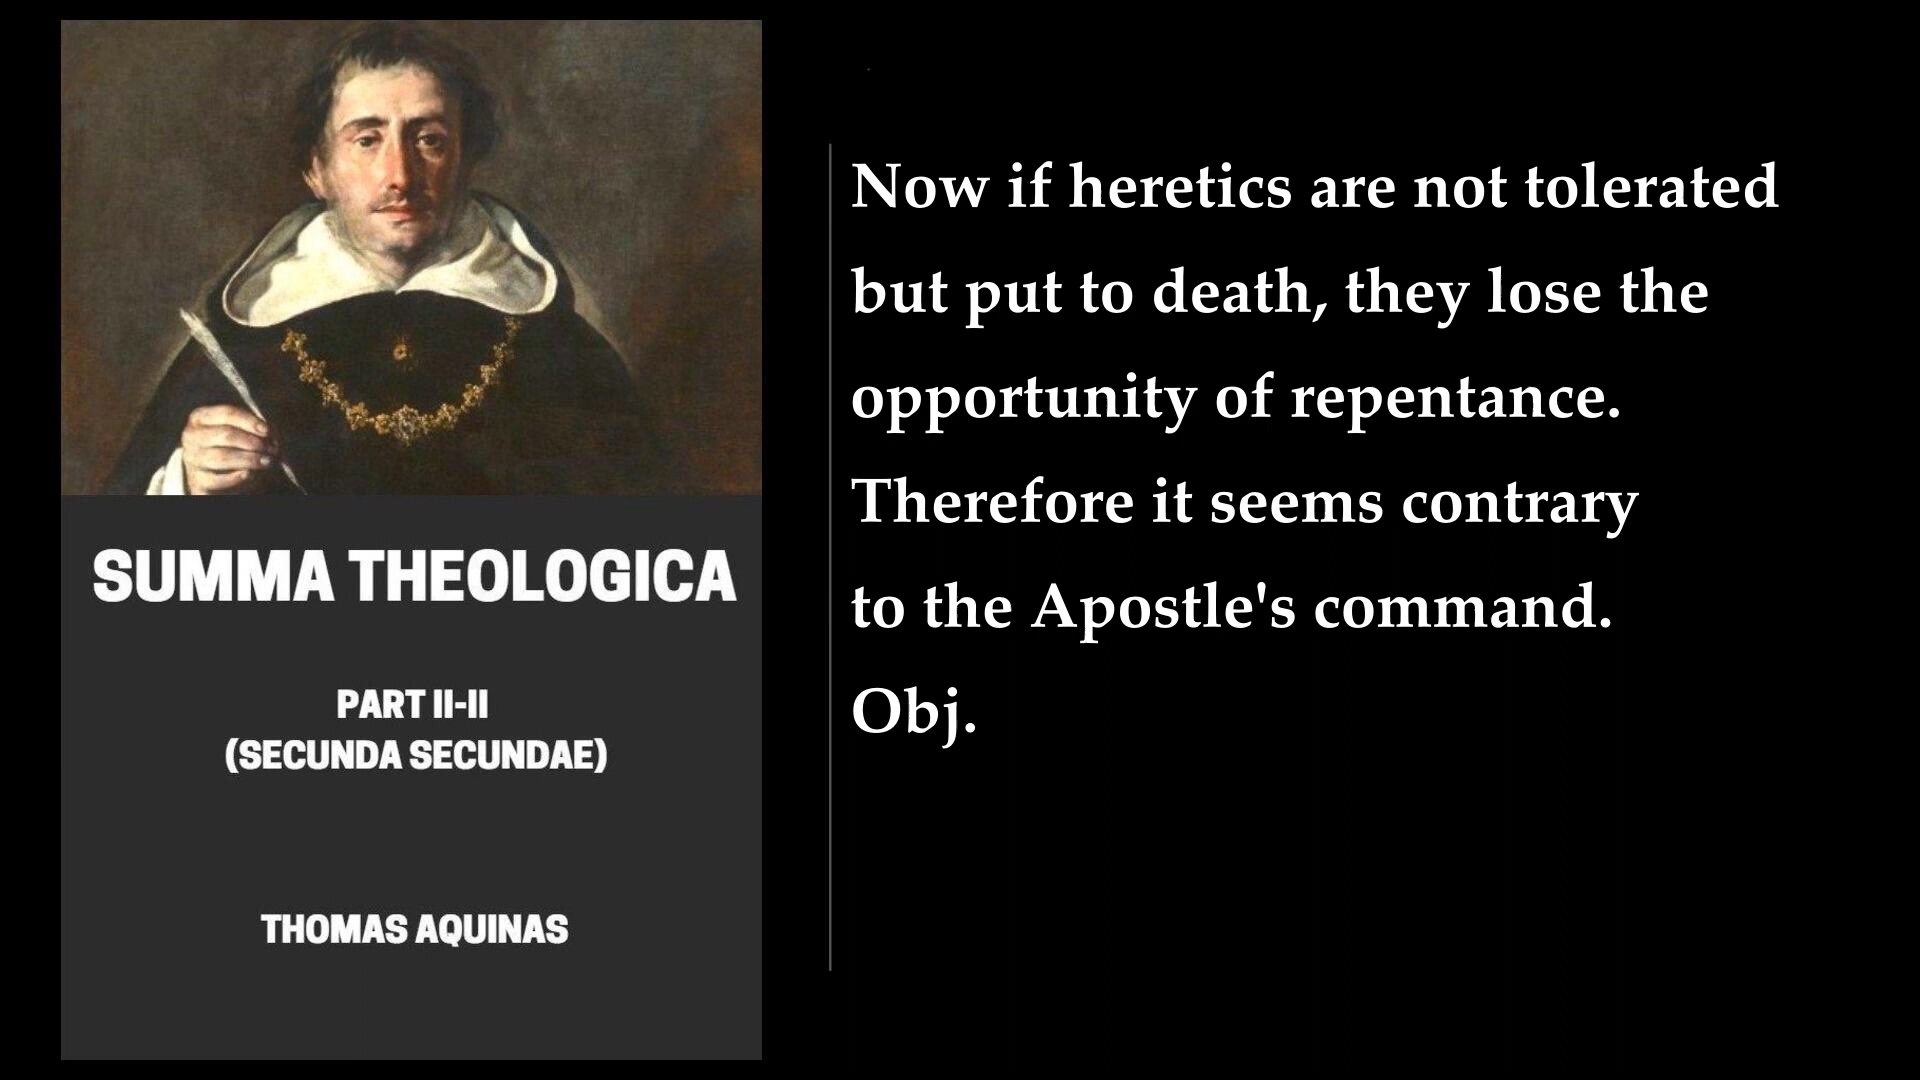 SUMMA THEOLOGICA
PART II-II
(SECUNDA SECUNDAE)
THOMAS AQUINAS
Now if heretics are not tolerated
but put to death, they lose the
opportunity of repentance.
Therefore it seems contrary
to the Apostle's command.
Obj.